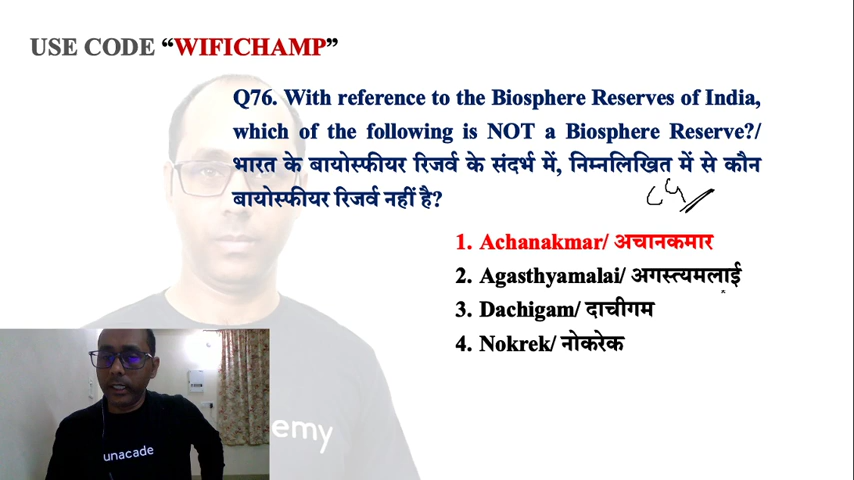 USE CODE “WIFICHAMP”
Q76. With reference to the Biosphere Reserves of India,
which of the following is NOT a Biosphere Reserve?/
भारत के बायोस्फीयर रिजर्व के संदर्भ में, निम्नलिखित में से कौन
बायोस्फीयर रिजर्व नहीं है?
1. Achanakmar/ अचानकमार
2. Agasthyamalai/ अगस्त्यमलाई
3. Dachigam/ दाचीगम
4. Nokrek/ नोकरेक
unacade
emy